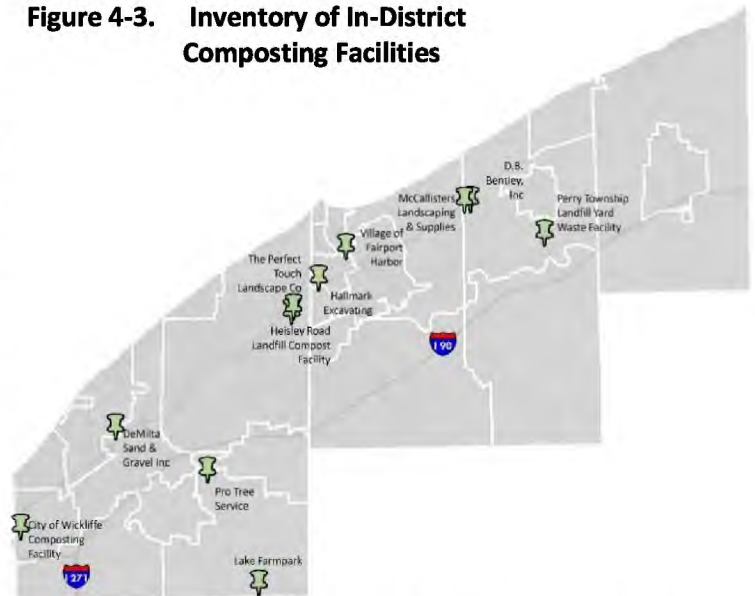 Figure 4-3. Inventory of In-District
Composting Facilities
D.B.
Bentley,
Inc
McCallisters
Landscaping
& Supplies
Perry Township
Landfill Yard
Waste Facility
Village of
Fairport
Harbor
The Perfect
Touch
Landscape Co
Hallmark
Excavating
Heisley Road
Landfill Compost
Facility
I 90
DeMilta
Sand &
Gravel Inc
Pro Tree
Service
City of Wickliffe
Composting
Facility
I 271
Lake Farmpark